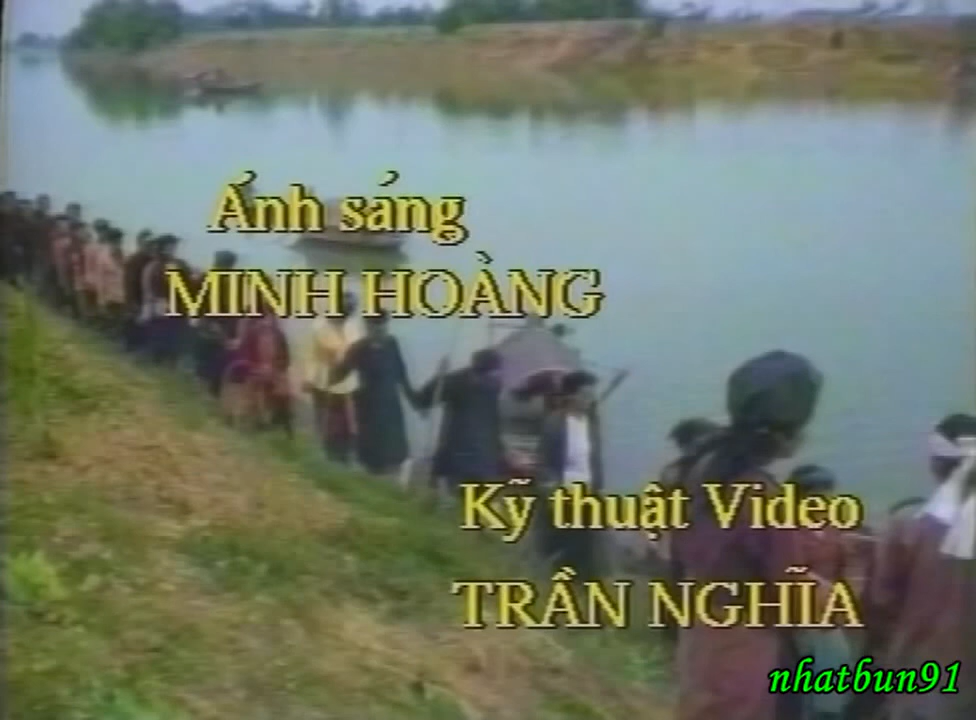 Ánh sáng
MINH HOÀNG
Kỹ thuật Video
TRẦN NGHĨA
nhatbun91